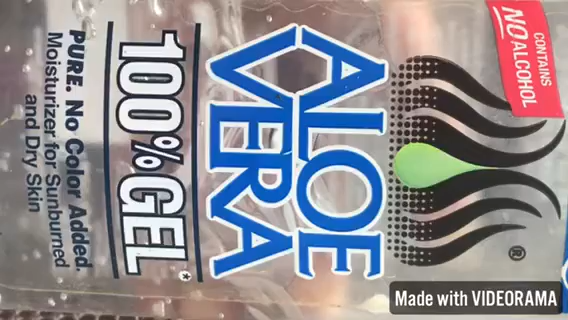 CONTAINS
NO ALCOHOL
®
ALOE
VERA
100% GEL*
PURE. No Color Added.
Moisturizer for Sunburned
and Dry Skin
Made with VIDEORAMA